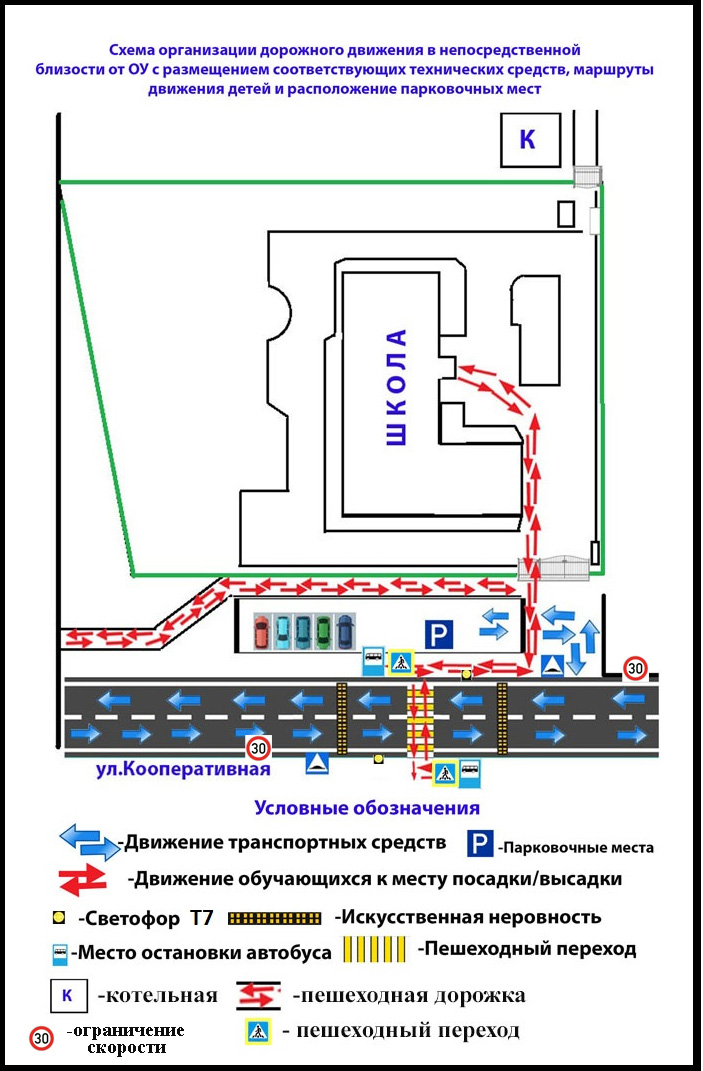 Схема организации дорожного движения в непосредственной
близости от ОУ с размещением соответствующих технических средств, маршруты
движения детей и расположение парковочных мест
К
ШКОЛА
P
30
30
ул.Кооперативная
Условные обозначения
-Движение транспортных средств
P -Парковочные места
-Движение обучающихся к месту посадки/высадки
-Светофор Т7
-Искусственная неровность
-Место остановки автобуса
-Пешеходный переход
К -котельная
-пешеходная дорожка
30 -ограничение
скорости
- пешеходный переход